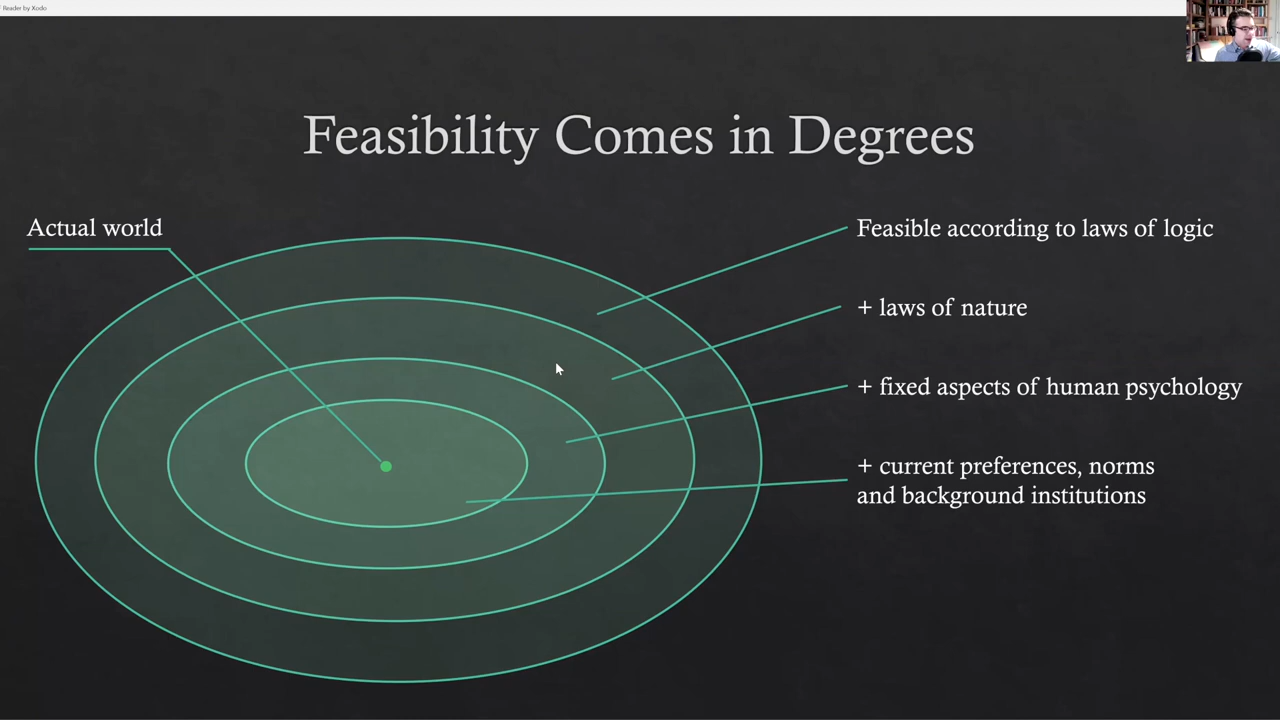 Reader by Xodo
Feasibility Comes in Degrees
Actual world
Feasible according to laws of logic
+ laws of nature
+ fixed aspects of human psychology
+ current preferences, norms
and background institutions